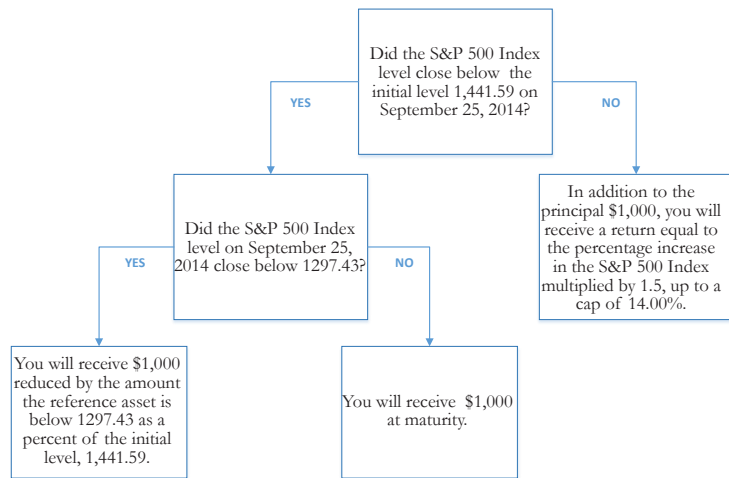 Did the S&P 500 Index
level close below the
initial level 1,441.59 on
September 25, 2014?
YES
NO
Did the S&P 500 Index
level on September 25,
2014 close below 1297.43?
In addition to the
principal $1,000, you will
receive a return equal to
the percentage increase
in the S&P 500 Index
multiplied by 1.5, up to a
cap of 14.00%.
YES
NO
You will receive $1,000
reduced by the amount
the reference asset is
below 1297.43 as a
percent of the initial
level, 1,441.59.
You will receive $1,000
at maturity.